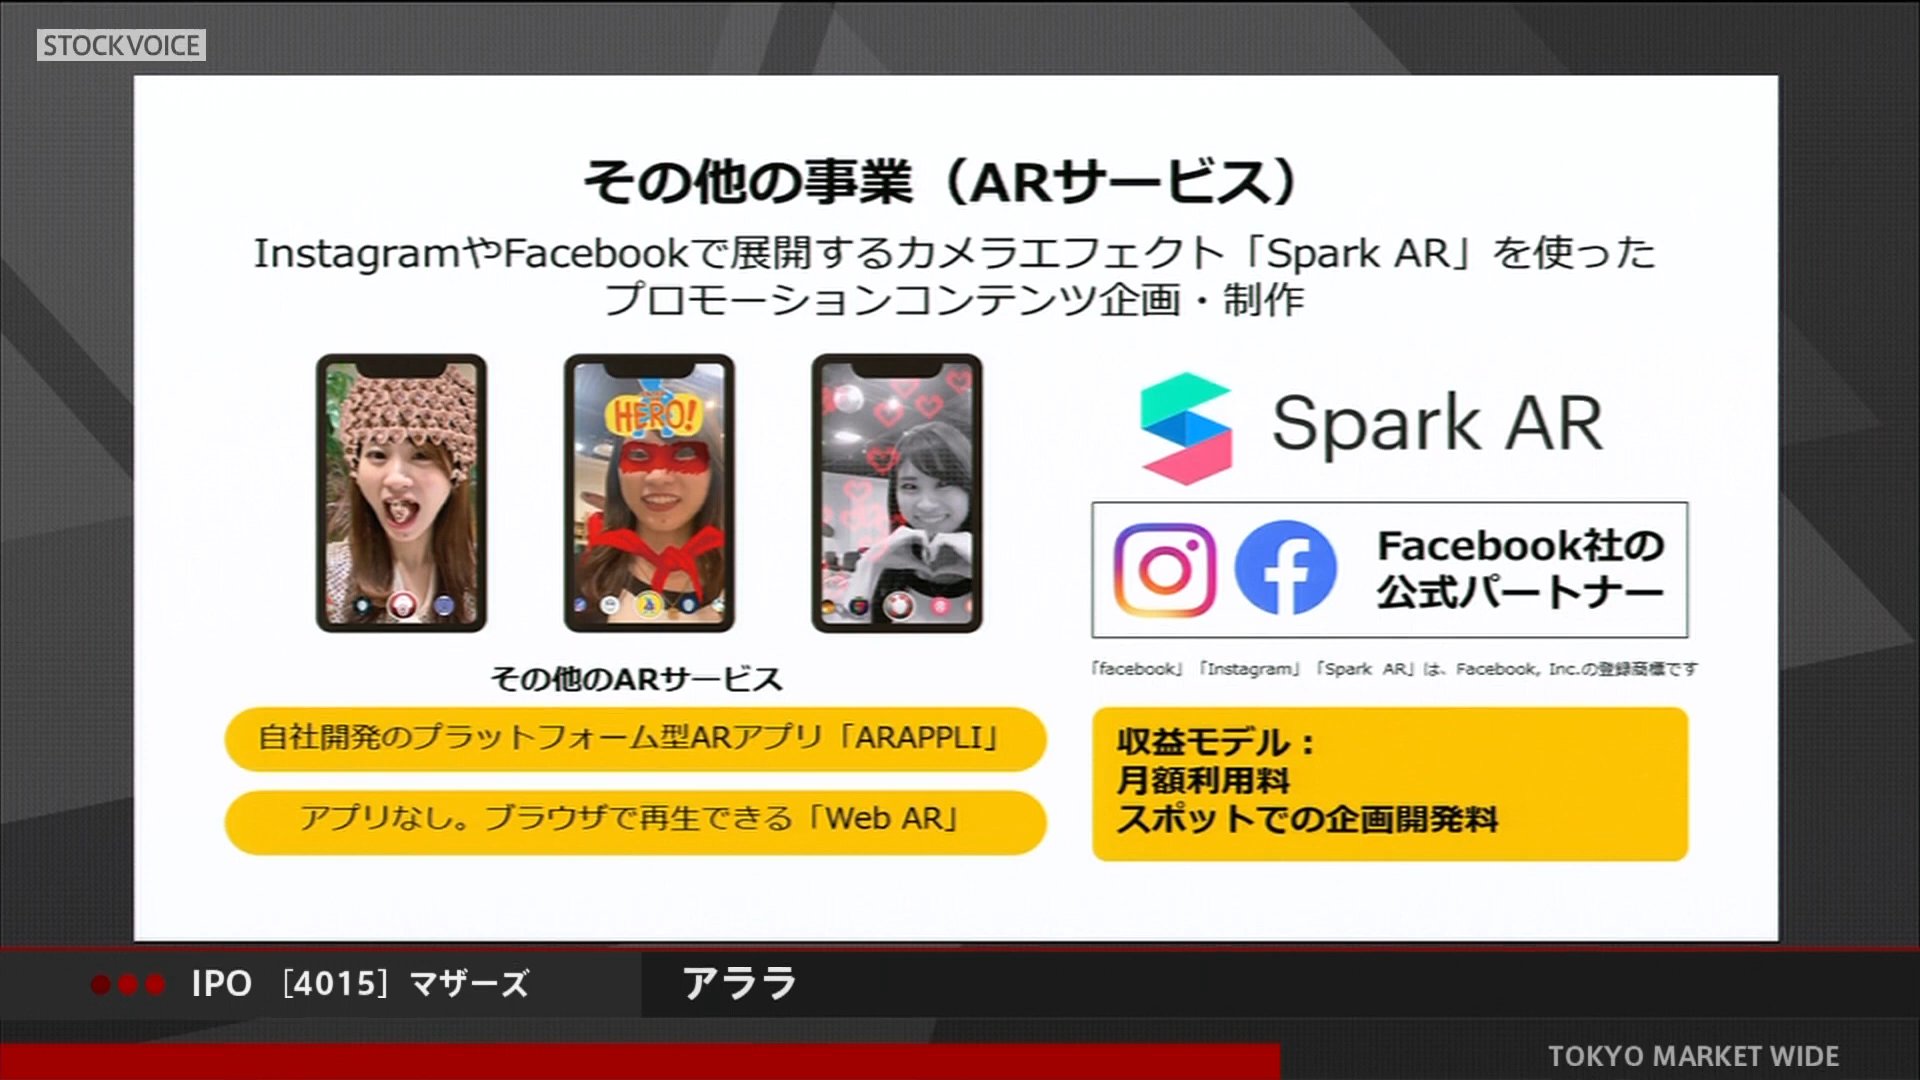 STOCKVOICE
その他の事業（ARサービス）
InstagramやFacebookで展開するカメラエフェクト「Spark AR」を使った
プロモーションコンテンツ企画・制作
HERO!
Spark AR
Facebook社の
公式パートナー
「facebook」「Instagram」「Spark AR」は、Facebook, Inc.の登録商標です
その他のARサービス
自社開発のプラットフォーム型ARアプリ「ARAPPLI」
アプリなし。ブラウザで再生できる「Web AR」
収益モデル：
月額利用料
スポットでの企画開発料
IPO [4015] マザーズ
アララ
TOKYO MARKET WIDE